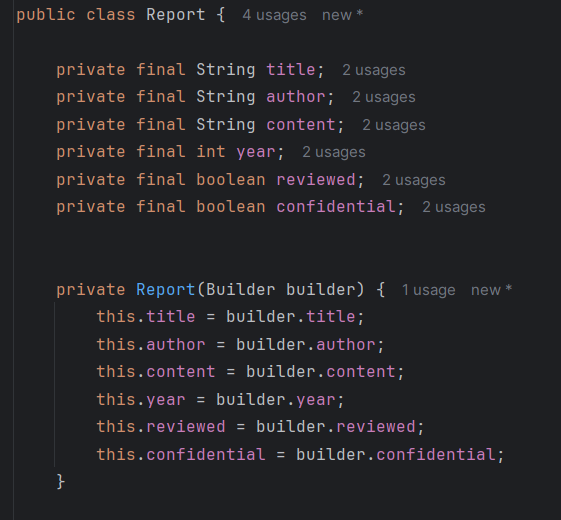 public class Report {  4 usages  new *
private final String title;  2 usages
private final String author;  2 usages
private final String content;  2 usages
private final int year;  2 usages
private final boolean reviewed;  2 usages
private final boolean confidential;  2 usages
private Report(Builder builder) {  1 usage  new *
this.title = builder.title;
this.author = builder.author;
this.content = builder.content;
this.year = builder.year;
this.reviewed = builder.reviewed;
this.confidential = builder.confidential;
}